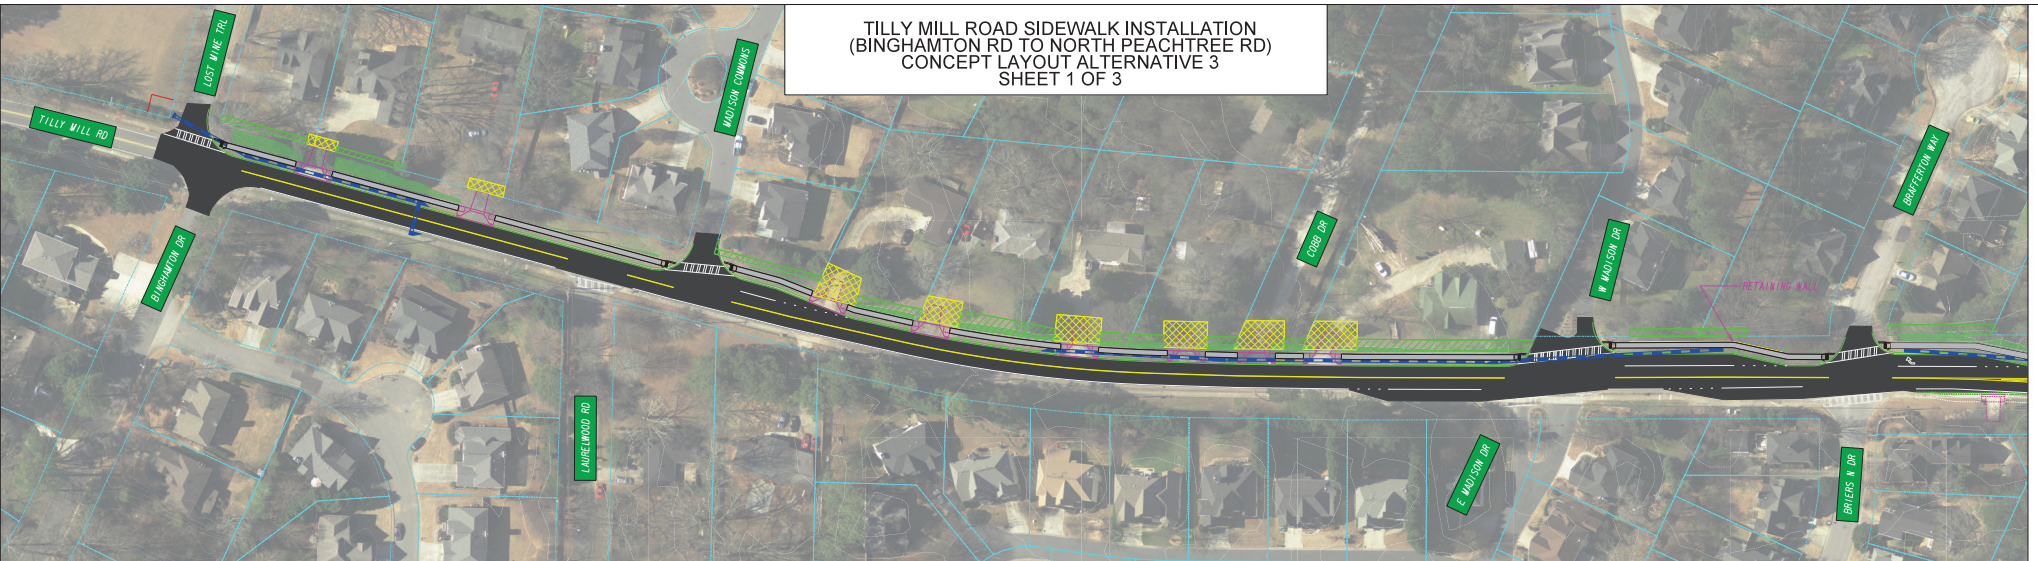 TILLY MILL ROAD SIDEWALK INSTALLATION
(BINGHAMTON RD TO NORTH PEACHTREE RD)
CONCEPT LAYOUT ALTERNATIVE 3
SHEET 1 OF 3
LOST MINE TRL
TILLY MILL RD
BINGHAMTON DR
MADISON COMMONS
LAURELWOOD RD
COBB DR
W MADISON DR
E MADISON DR
RETAINING WALL
BRAFFERTON WAY
BRIERS N DR